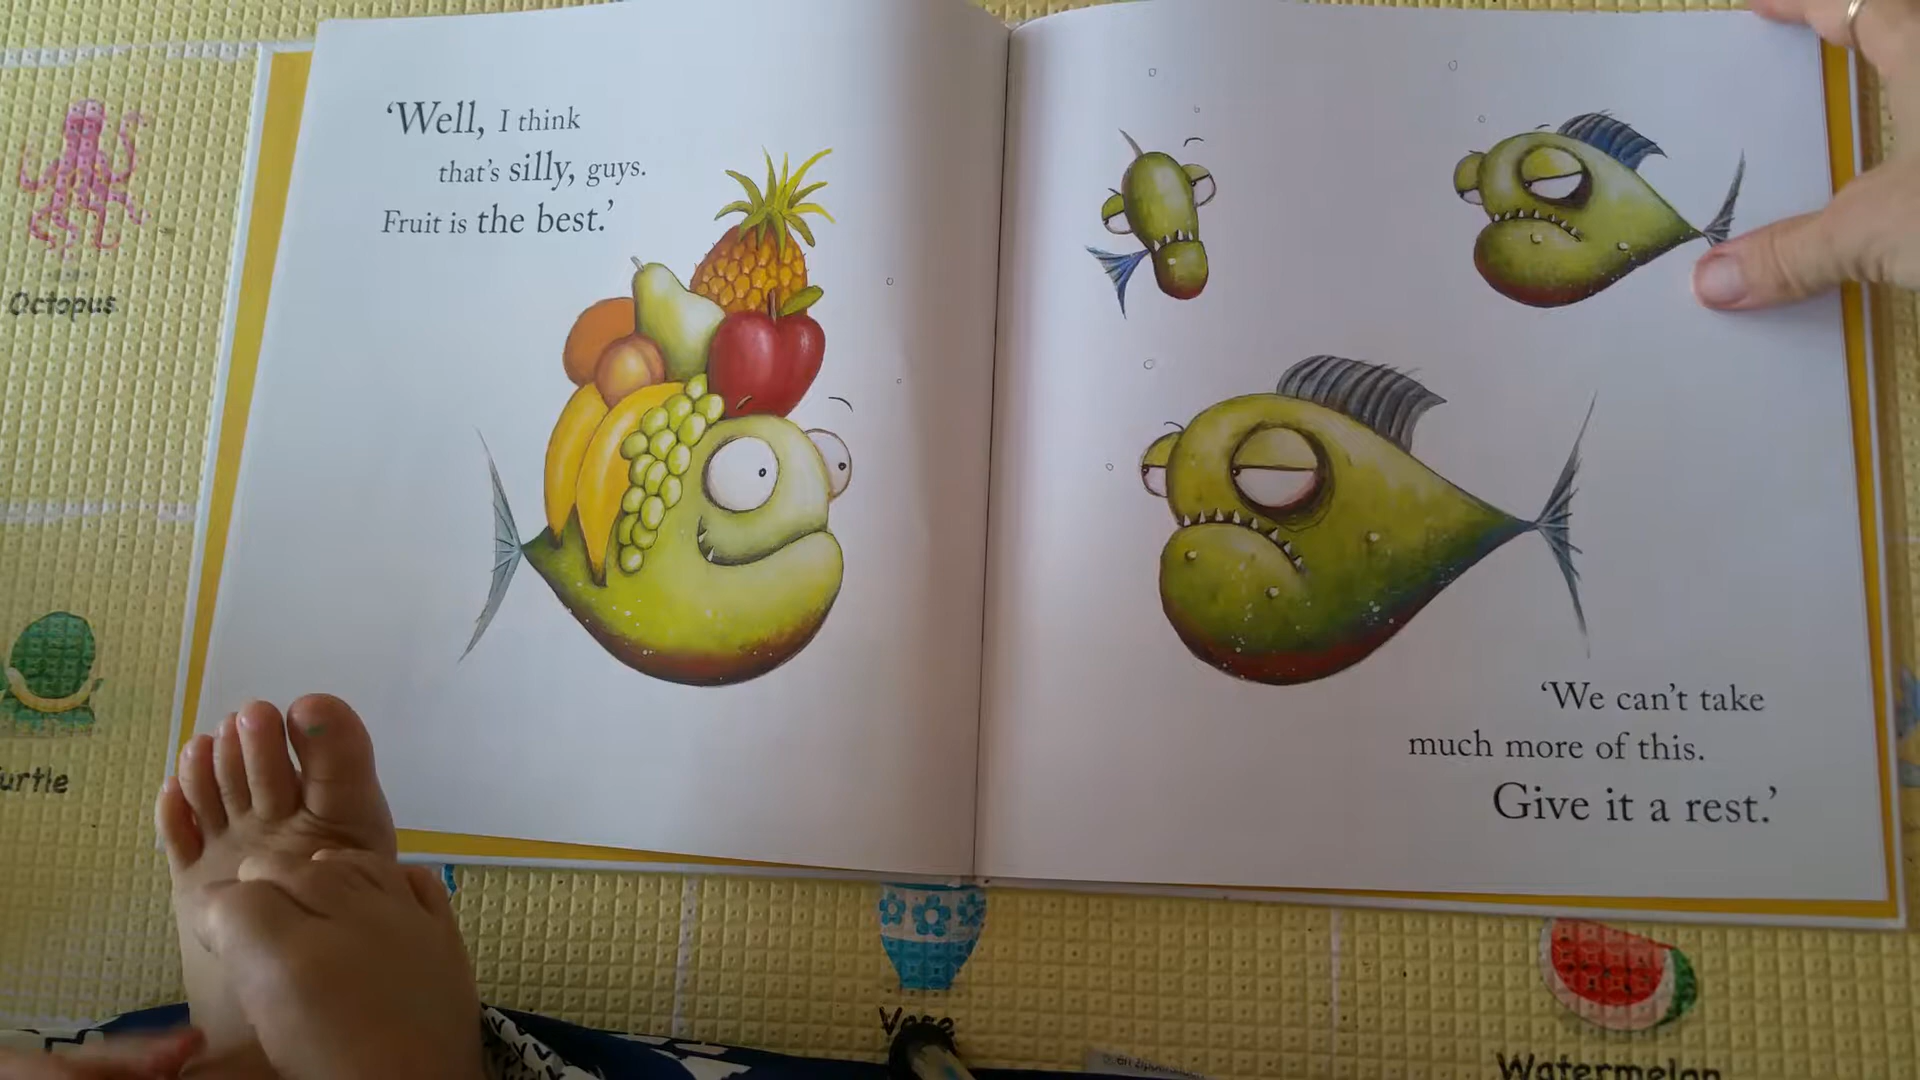 ‘Well, I think
that’s silly, guys.
Fruit is the best.’
‘We can’t take
much more of this.
Give it a rest.’
Octopus
urtle
Vase
Watermelon